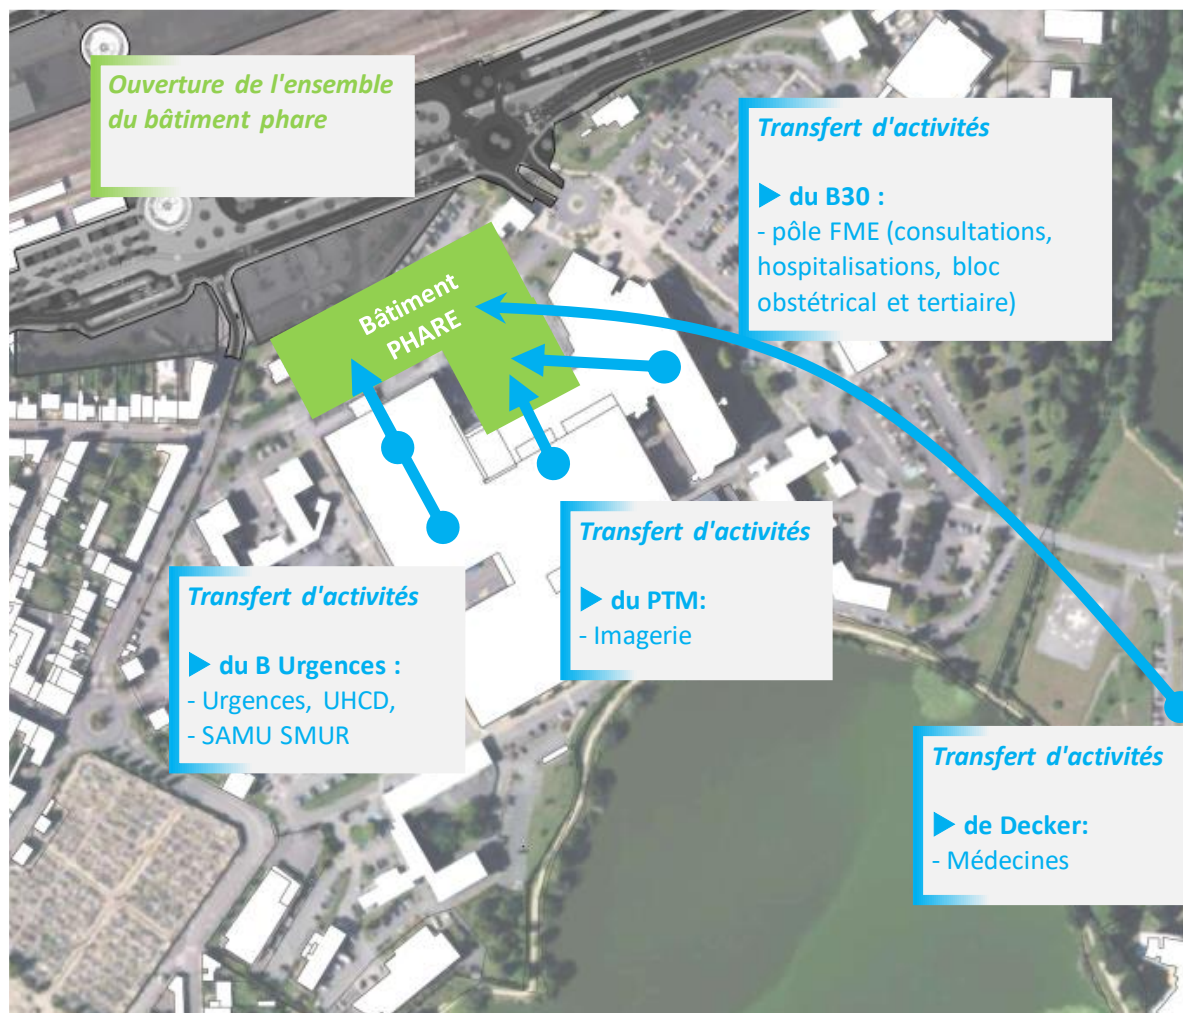 Ouverture de l'ensemble
du bâtiment phare
Transfert d'activités
▶ du B30 :
- pôle FME (consultations,
hospitalisations, bloc
obstétrical et tertiaire)
Bâtiment
PHARE
Transfert d'activités
▶ du PTM:
- Imagerie
Transfert d'activités
▶ du B Urgences :
- Urgences, UHCD,
- SAMU SMUR
Transfert d'activités
▶ de Decker:
- Médecines